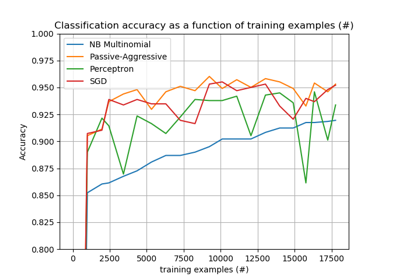 Classification accuracy as a function of training examples (#)
1.000
0.975
0.950
0.925
0.900
0.875
0.850
0.825
0.800
Accuracy
NB Multinomial
Passive-Aggressive
Perceptron
SGD
0 2500 5000 7500 10000 12500 15000 17500
training examples (#)